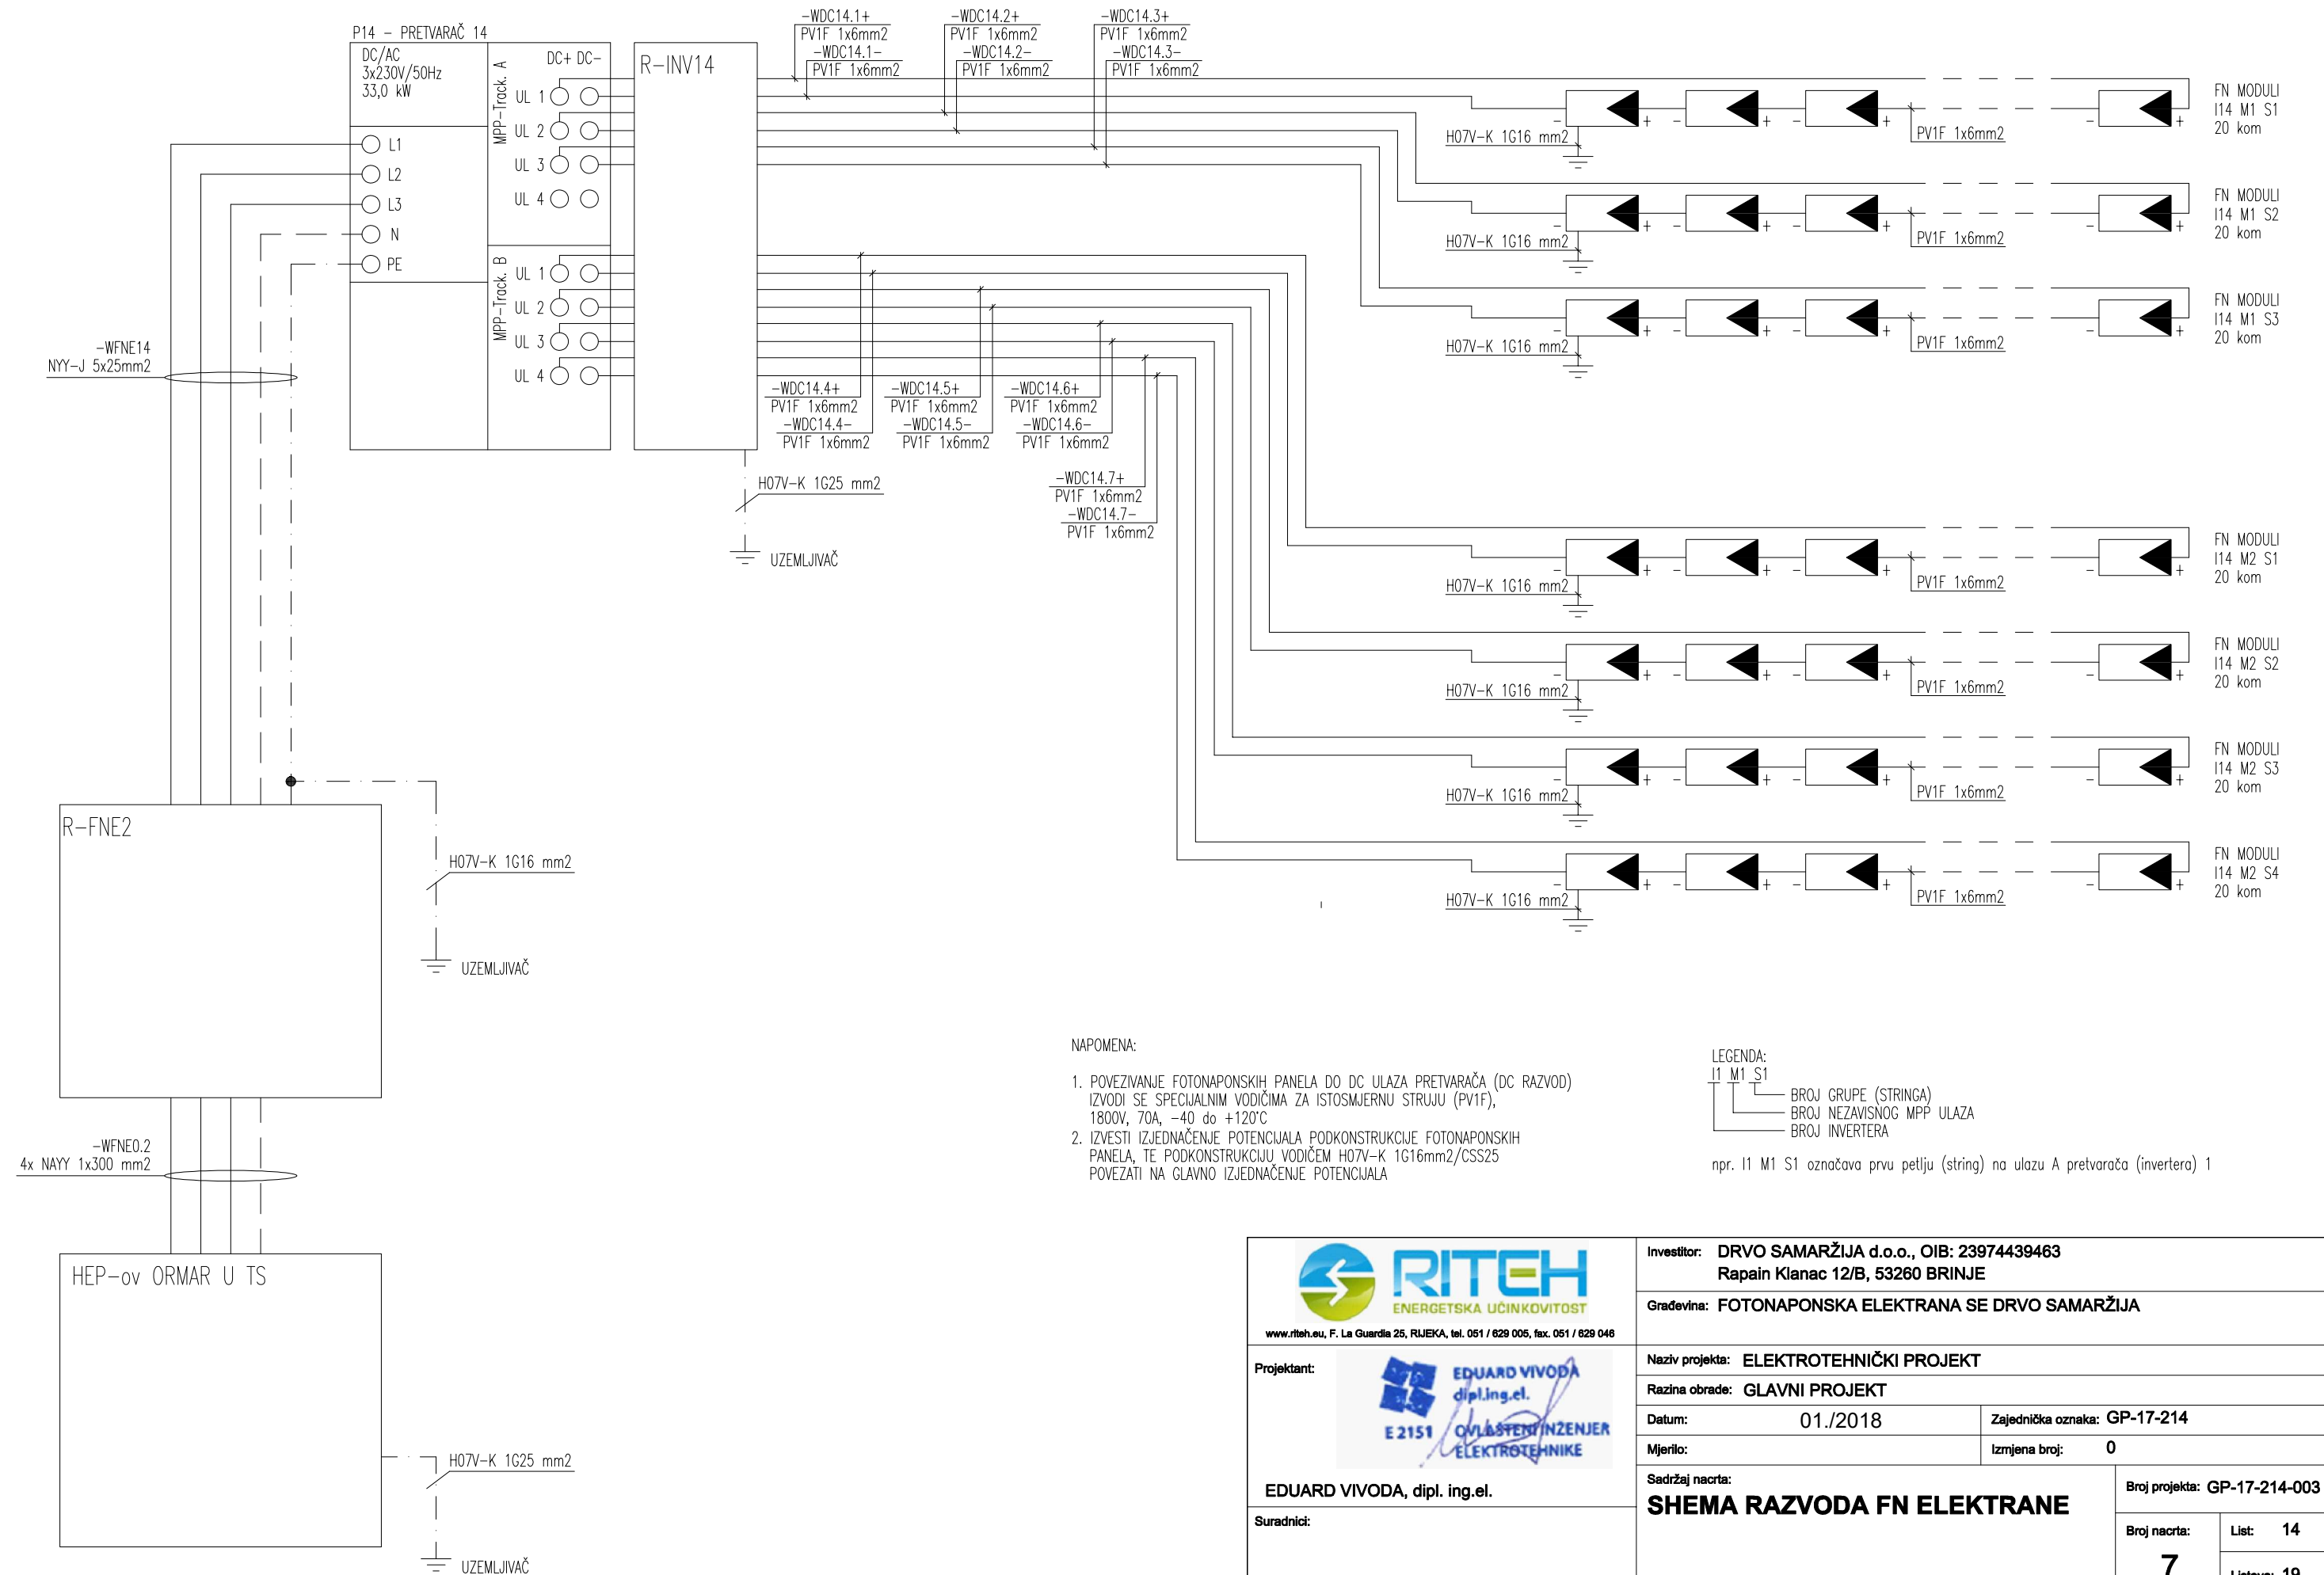 P14 – PRETVARAČ 14
DC/AC
3x230V/50Hz
33,0 kW
L1
L2
L3
N
PE
MPP-Track. A
DC+ DC-
UL 1
UL 2
UL 3
UL 4
MPP-Track. B
UL 1
UL 2
UL 3
UL 4
R-INV14
-WDC14.1+
PV1F 1x6mm2
-WDC14.1-
PV1F 1x6mm2
-WDC14.2+
PV1F 1x6mm2
-WDC14.2-
PV1F 1x6mm2
-WDC14.3+
PV1F 1x6mm2
-WDC14.3-
PV1F 1x6mm2
-WDC14.4+
PV1F 1x6mm2
-WDC14.4-
PV1F 1x6mm2
-WDC14.5+
PV1F 1x6mm2
-WDC14.5-
PV1F 1x6mm2
-WDC14.6+
PV1F 1x6mm2
-WDC14.6-
PV1F 1x6mm2
-WDC14.7+
PV1F 1x6mm2
-WDC14.7-
PV1F 1x6mm2
H07V-K 1G25 mm2
UZEMLJIVAČ
H07V-K 1G16 mm2
- + - + - +
PV1F 1x6mm2
- +
FN MODULI
I14 M1 S1
20 kom
H07V-K 1G16 mm2
- + - + - +
PV1F 1x6mm2
- +
FN MODULI
I14 M1 S2
20 kom
H07V-K 1G16 mm2
- + - + - +
PV1F 1x6mm2
- +
FN MODULI
I14 M1 S3
20 kom
H07V-K 1G16 mm2
- + - + - +
PV1F 1x6mm2
- +
FN MODULI
I14 M2 S1
20 kom
H07V-K 1G16 mm2
- + - + - +
PV1F 1x6mm2
- +
FN MODULI
I14 M2 S2
20 kom
H07V-K 1G16 mm2
- + - + - +
PV1F 1x6mm2
- +
FN MODULI
I14 M2 S3
20 kom
H07V-K 1G16 mm2
- + - + - +
PV1F 1x6mm2
- +
FN MODULI
I14 M2 S4
20 kom
-WFNE14
NYY-J 5x25mm2
R-FNE2
H07V-K 1G16 mm2
UZEMLJIVAČ
-WFNE0.2
4x NAYY 1x300 mm2
HEP-ov ORMAR U TS
H07V-K 1G25 mm2
UZEMLJIVAČ
NAPOMENA:
1. POVEZIVANJE FOTONAPONSKIH PANELA DO DC ULAZA PRETVARAČA (DC RAZVOD)
IZVODI SE SPECIJALNIM VODIČIMA ZA ISTOSMJERNU STRUJU (PV1F),
1800V, 70A, -40 do +120°C
2. IZVESTI IZJEDNAČENJE POTENCIJALA PODKONSTRUKCIJE FOTONAPONSKIH
PANELA, TE PODKONSTRUKCIJU VODIČEM H07V-K 1G16mm2/CSS25
POVEZATI NA GLAVNO IZJEDNAČENJE POTENCIJALA
LEGENDA:
I1 M1 S1
BROJ GRUPE (STRINGA)
BROJ NEZAVISNOG MPP ULAZA
BROJ INVERTERA
npr. I1 M1 S1 označava prvu petlju (string) na ulazu A pretvarača (invertera) 1
RITEH
ENERGETSKA UČINKOVITOST
www.riteh.eu, F. La Guardia 25, RIJEKA, tel. 051 / 629 005, fax. 051 / 629 046
Projektant:
EDUARD VIVODA
dipl.ing.el.
E 2151 OVLAŠTENI INŽENJER
ELEKTROTEHNIKE
EDUARD VIVODA, dipl. ing.el.
Suradnici:
Investitor: DRVO SAMARŽIJA d.o.o., OIB: 23974439463
Rapain Klanac 12/B, 53260 BRINJE
Građevina: FOTONAPONSKA ELEKTRANA SE DRVO SAMARŽIJA
Naziv projekta: ELEKTROTEHNIČKI PROJEKT
Razina obrade: GLAVNI PROJEKT
Datum: 01./2018
Zajednička oznaka: GP-17-214
Mjerilo:
Izmjena broj: 0
Sadržaj nacrta:
SHEMA RAZVODA FN ELEKTRANE
Broj projekta: GP-17-214-003
Broj nacrta:
7
List: 14
Listova: 19